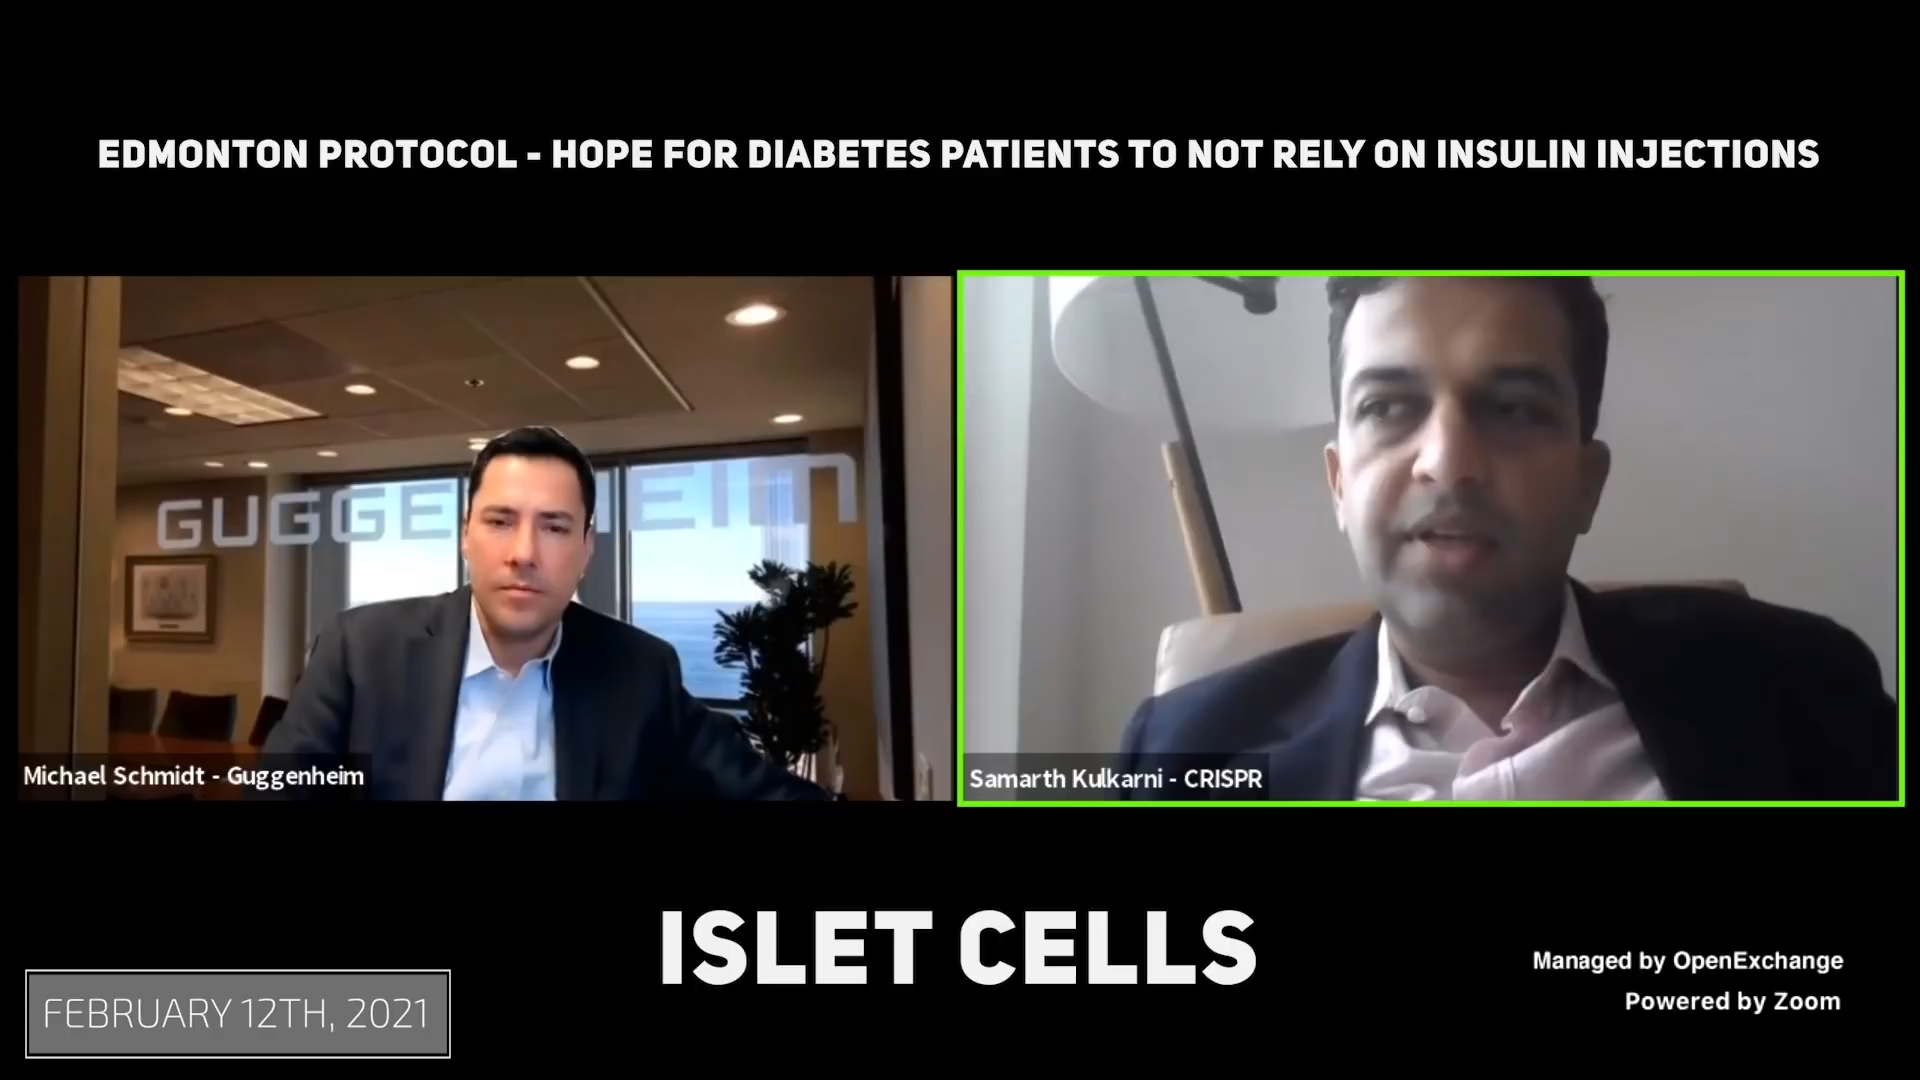 EDMONTON PROTOCOL - HOPE FOR DIABETES PATIENTS TO NOT RELY ON INSULIN INJECTIONS
GUGGENHEIM
Michael Schmidt - Guggenheim
Samarth Kulkarni - CRISPR
ISLET CELLS
Managed by OpenExchange
Powered by Zoom
FEBRUARY 12TH, 2021